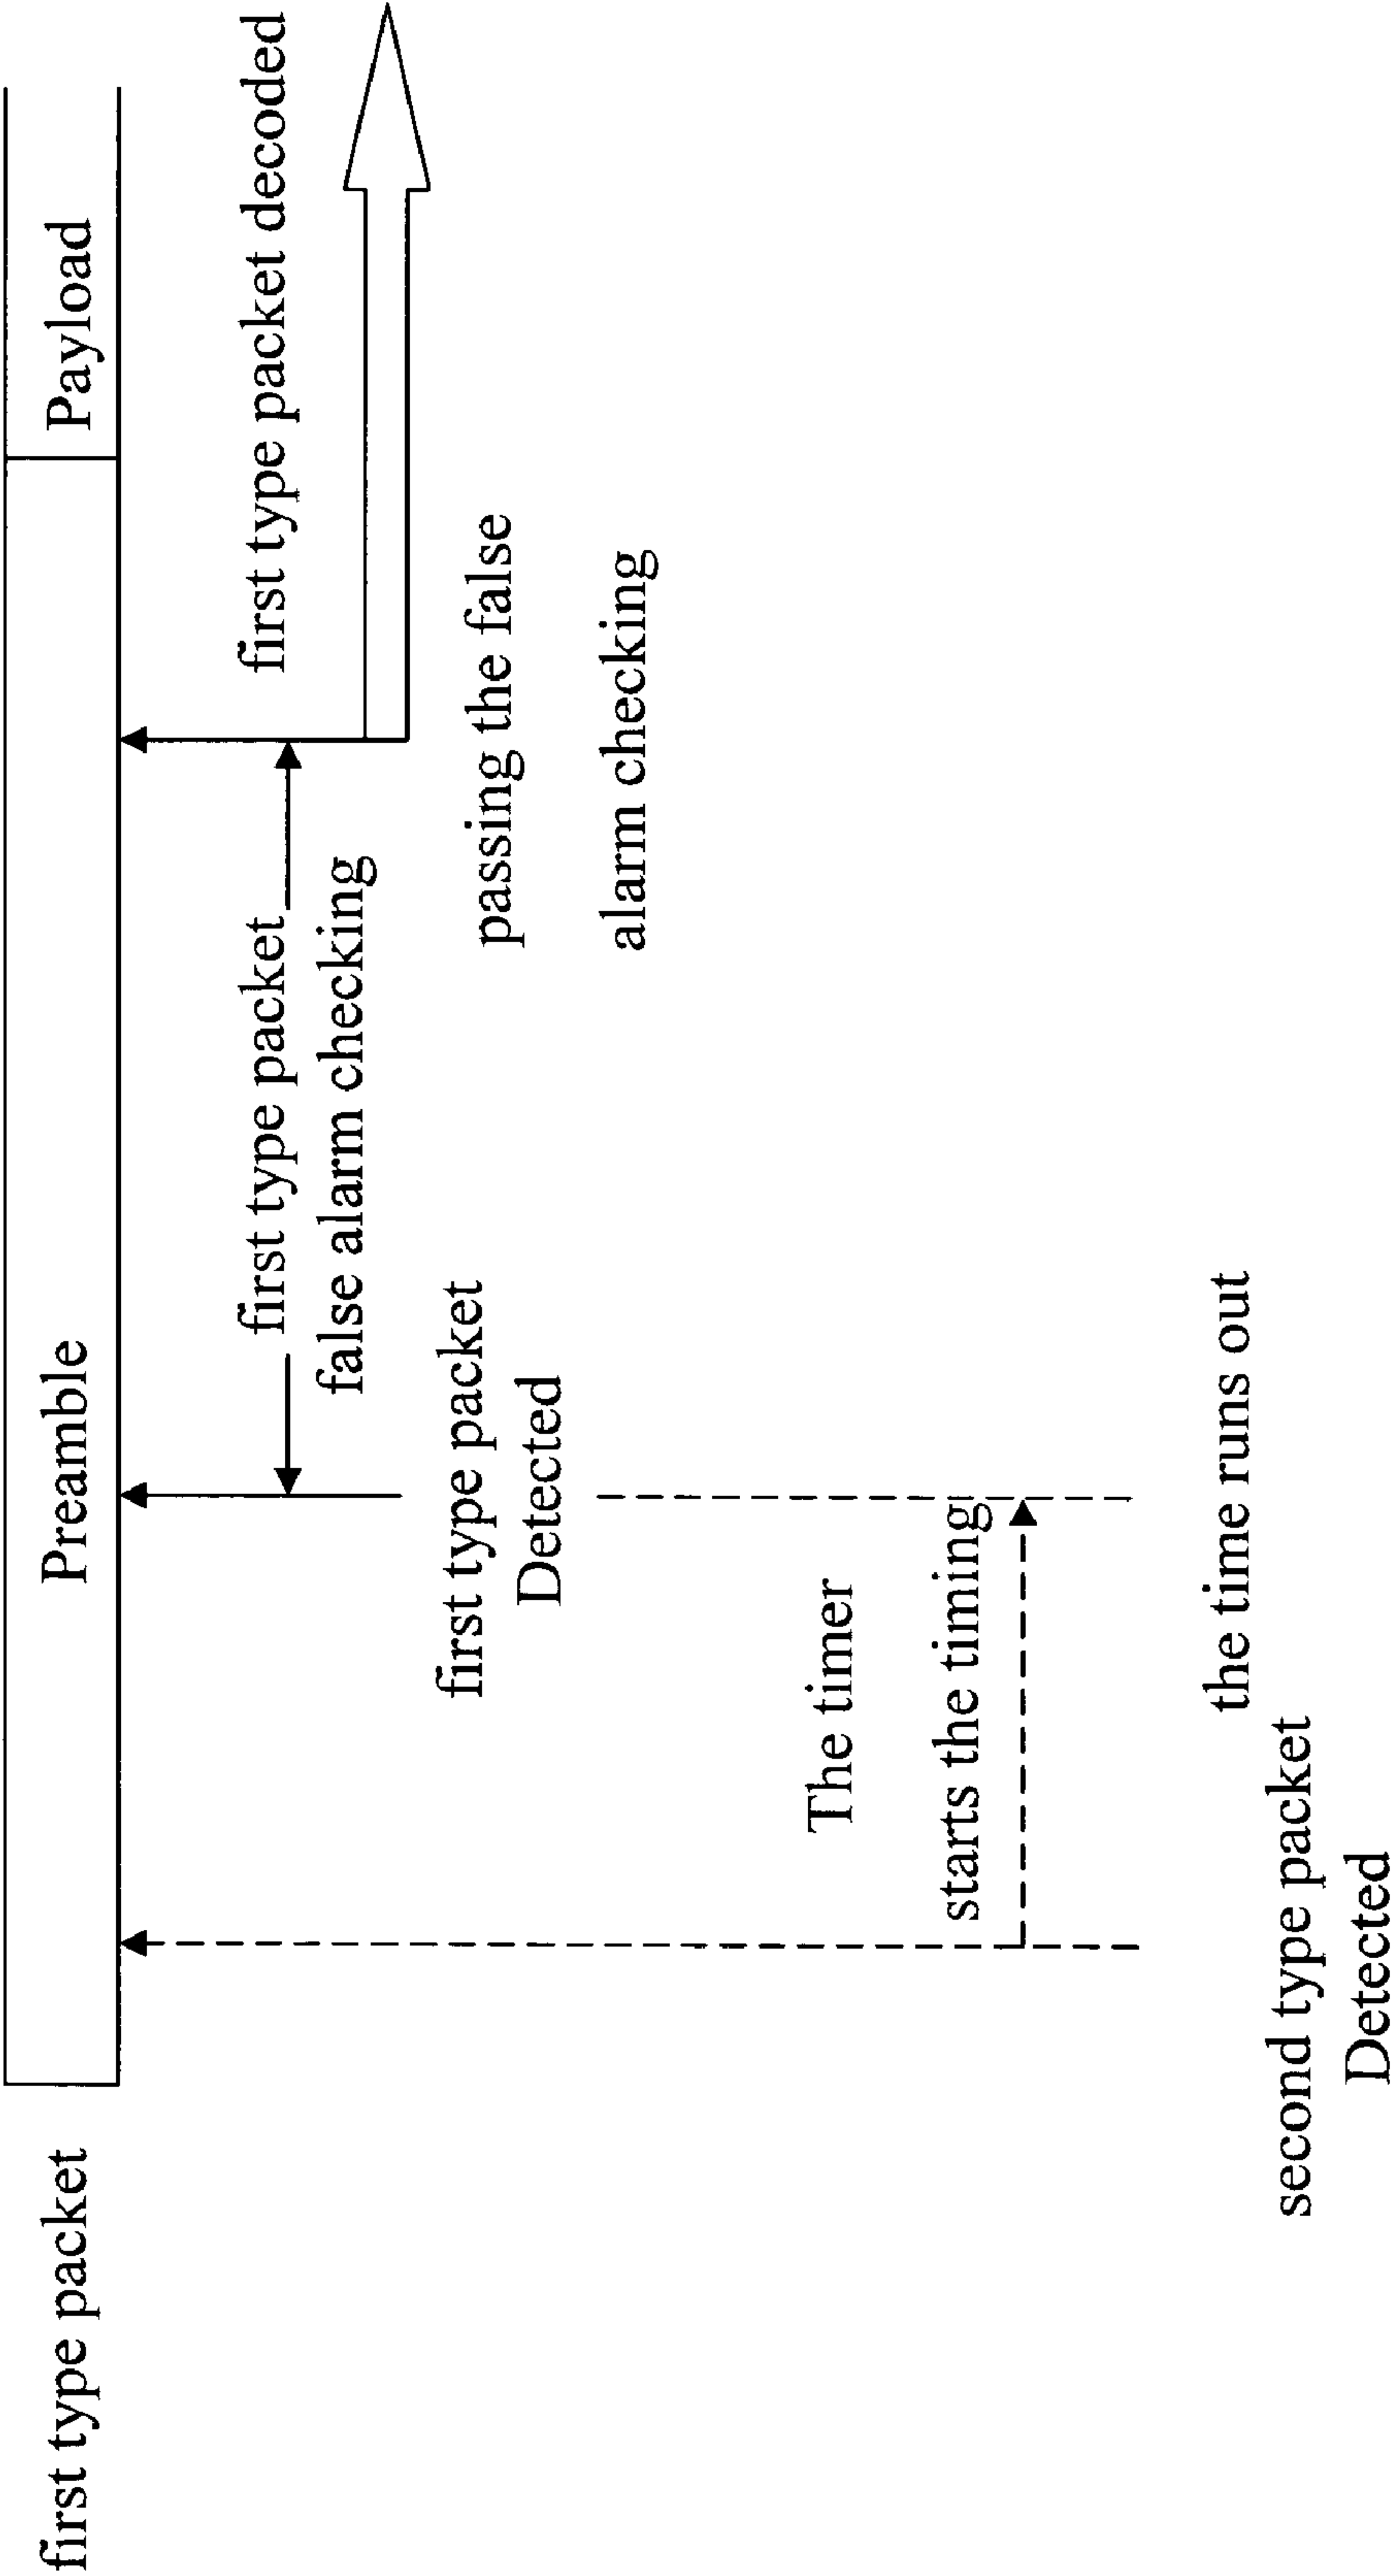 first type packet
Preamble
Payload
first type packet
false alarm checking
first type packet decoded
first type packet
Detected
passing the false
alarm checking
The timer
starts the timing
the time runs out
second type packet
Detected